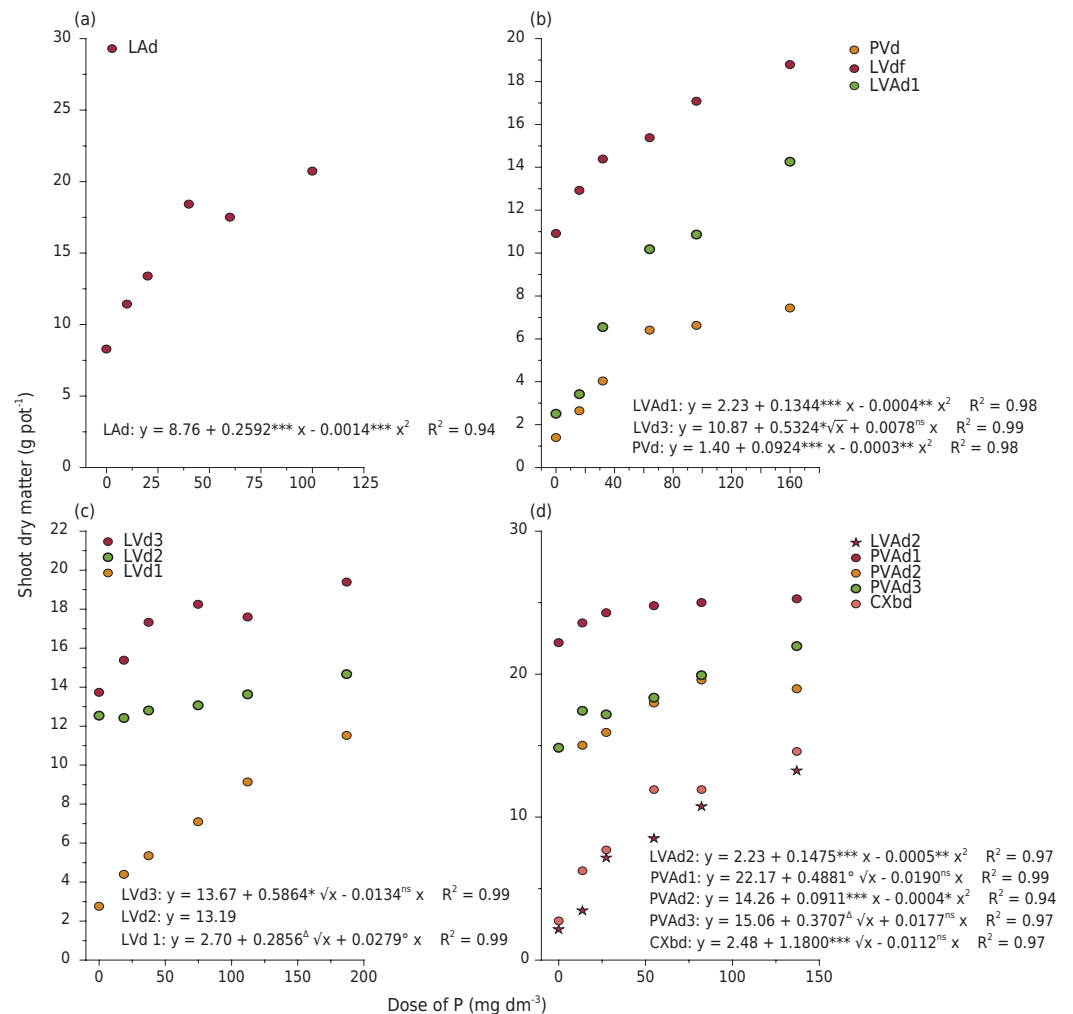 (a)
30
25
20
15
10
5
0
LAd
LAd: y = 8.76 + 0.2592*** x - 0.0014*** x² R² = 0.94
0 25 50 75 100 125
(b)
20
18
16
14
12
10
8
6
4
2
0
PVd
LVdf
LVAd1
LVAd1: y = 2.23 + 0.1344*** x - 0.0004** x² R² = 0.98
LVd3: y = 10.87 + 0.5324*√x + 0.0078ⁿˢ x R² = 0.99
PVd: y = 1.40 + 0.0924*** x - 0.0003** x² R² = 0.98
0 40 80 120 160
Shoot dry matter (g pot⁻¹)
(c)
22
20
18
16
14
12
10
8
6
4
2
0
LVd3
LVd2
LVd1
LVd3: y = 13.67 + 0.5864* √x - 0.0134ⁿˢ x R² = 0.99
LVd2: y = 13.19
LVd 1: y = 2.70 + 0.2856^Δ √x + 0.0279° x R² = 0.99
0 50 100 150 200
(d)
30
20
10
0
LVAd2
PVAd1
PVAd2
PVAd3
CXbd
LVAd2: y = 2.23 + 0.1475*** x - 0.0005** x² R² = 0.97
PVAd1: y = 22.17 + 0.4881° √x - 0.0190ⁿˢ x R² = 0.99
PVAd2: y = 14.26 + 0.0911*** x - 0.0004* x² R² = 0.94
PVAd3: y = 15.06 + 0.3707^Δ √x + 0.0177ⁿˢ x R² = 0.97
CXbd: y = 2.48 + 1.1800*** √x - 0.0112ⁿˢ x R² = 0.97
0 50 100 150
Dose of P (mg dm⁻³)